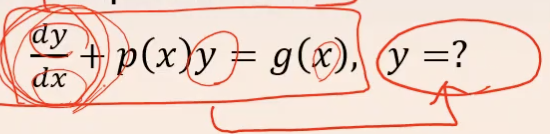 dy/dx + p(x)y = g(x), y =?